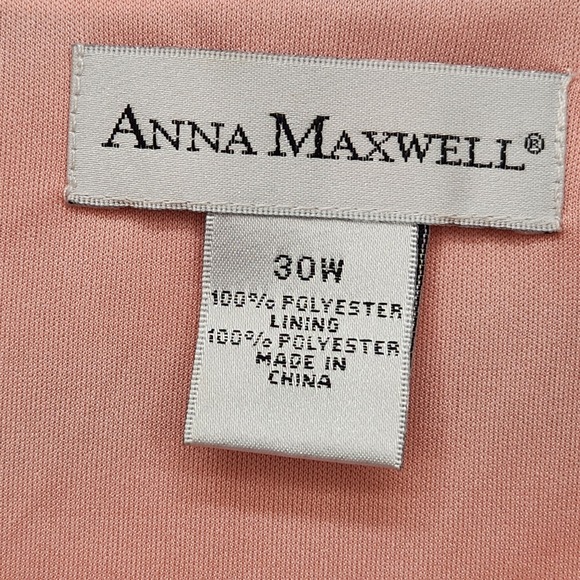 ANNA MAXWELL®
30W
100% POLYESTER
LINING
100% POLYESTER
MADE IN
CHINA